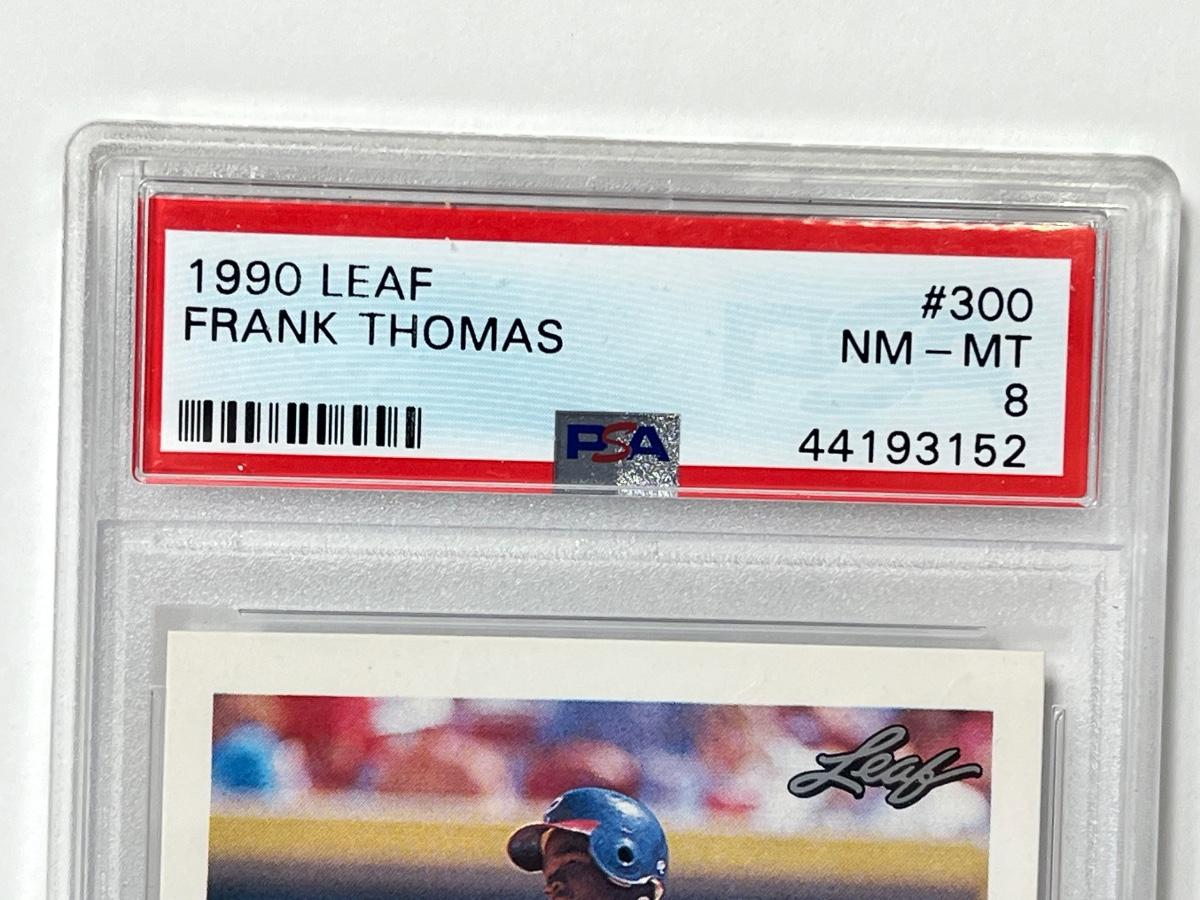 1990 LEAF
FRANK THOMAS
#300
NM – MT
8
44193152
PSA
Leaf